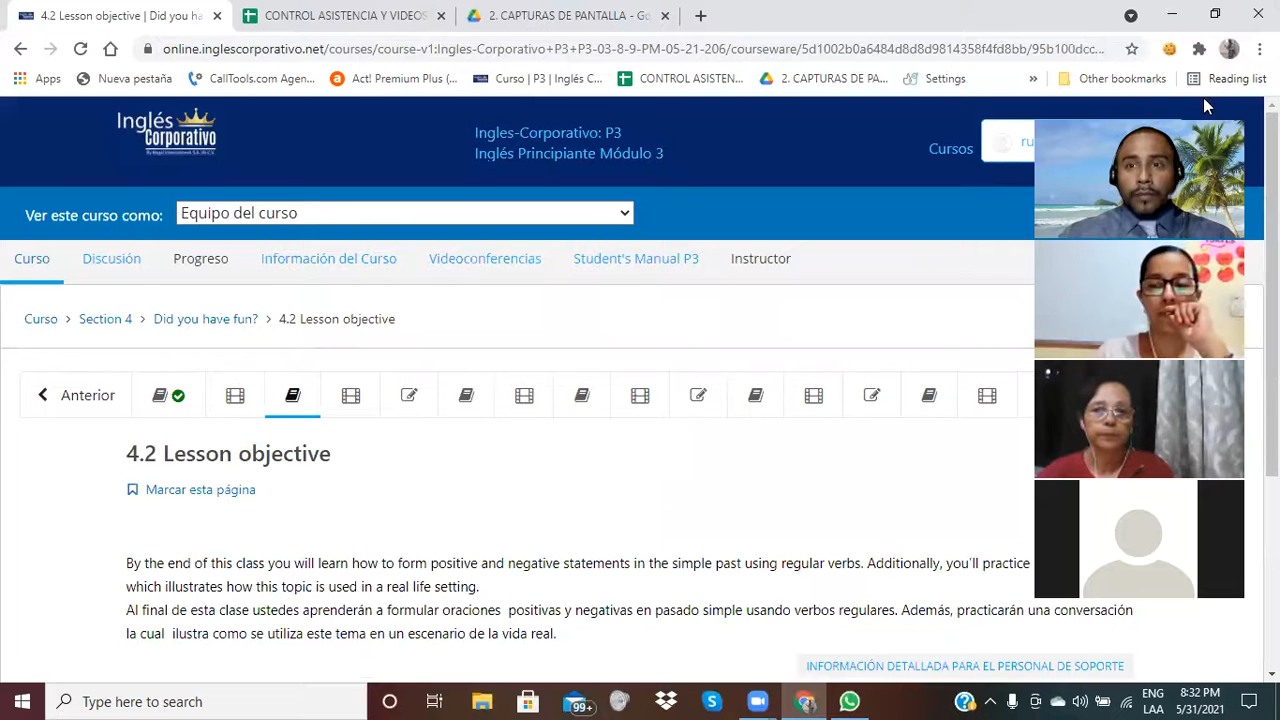 4.2 Lesson objective | Did you ha
CONTROL ASISTENCIA Y VIDEOS
2. CAPTURAS DE PANTALLA - Go
online.inglescorporativo.net/courses/course-v1:Ingles-Corporativo+P3+P3-03-8-9-PM-05-21-206/courseware/5d1002b0a6484d8d8d9814358f4fd8bb/95b100dcc...
Apps
Nueva pestaña
CallTools.com Agen...
Act! Premium Plus (...
Curso | P3 | Inglés C...
CONTROL ASISTEN...
2. CAPTURAS DE PA...
Settings
»
Other bookmarks
Reading list
Inglés
Corporativo
Ingles-Corporativo: P3
Inglés Principiante Módulo 3
Cursos
ru
Ver este curso como:
Equipo del curso
Curso
Discusión
Progreso
Información del Curso
Videoconferencias
Student's Manual P3
Instructor
Curso > Section 4 > Did you have fun? > 4.2 Lesson objective
Anterior
4.2 Lesson objective
Marcar esta página
By the end of this class you will learn how to form positive and negative statements in the simple past using regular verbs. Additionally, you'll practice
which illustrates how this topic is used in a real life setting.
Al final de esta clase ustedes aprenderán a formular oraciones positivas y negativas en pasado simple usando verbos regulares. Además, practicarán una conversación
la cual ilustra como se utiliza este tema en un escenario de la vida real.
INFORMACIÓN DETALLADA PARA EL PERSONAL DE SOPORTE
Type here to search
99+
ENG
LAA
8:32 PM
5/31/2021